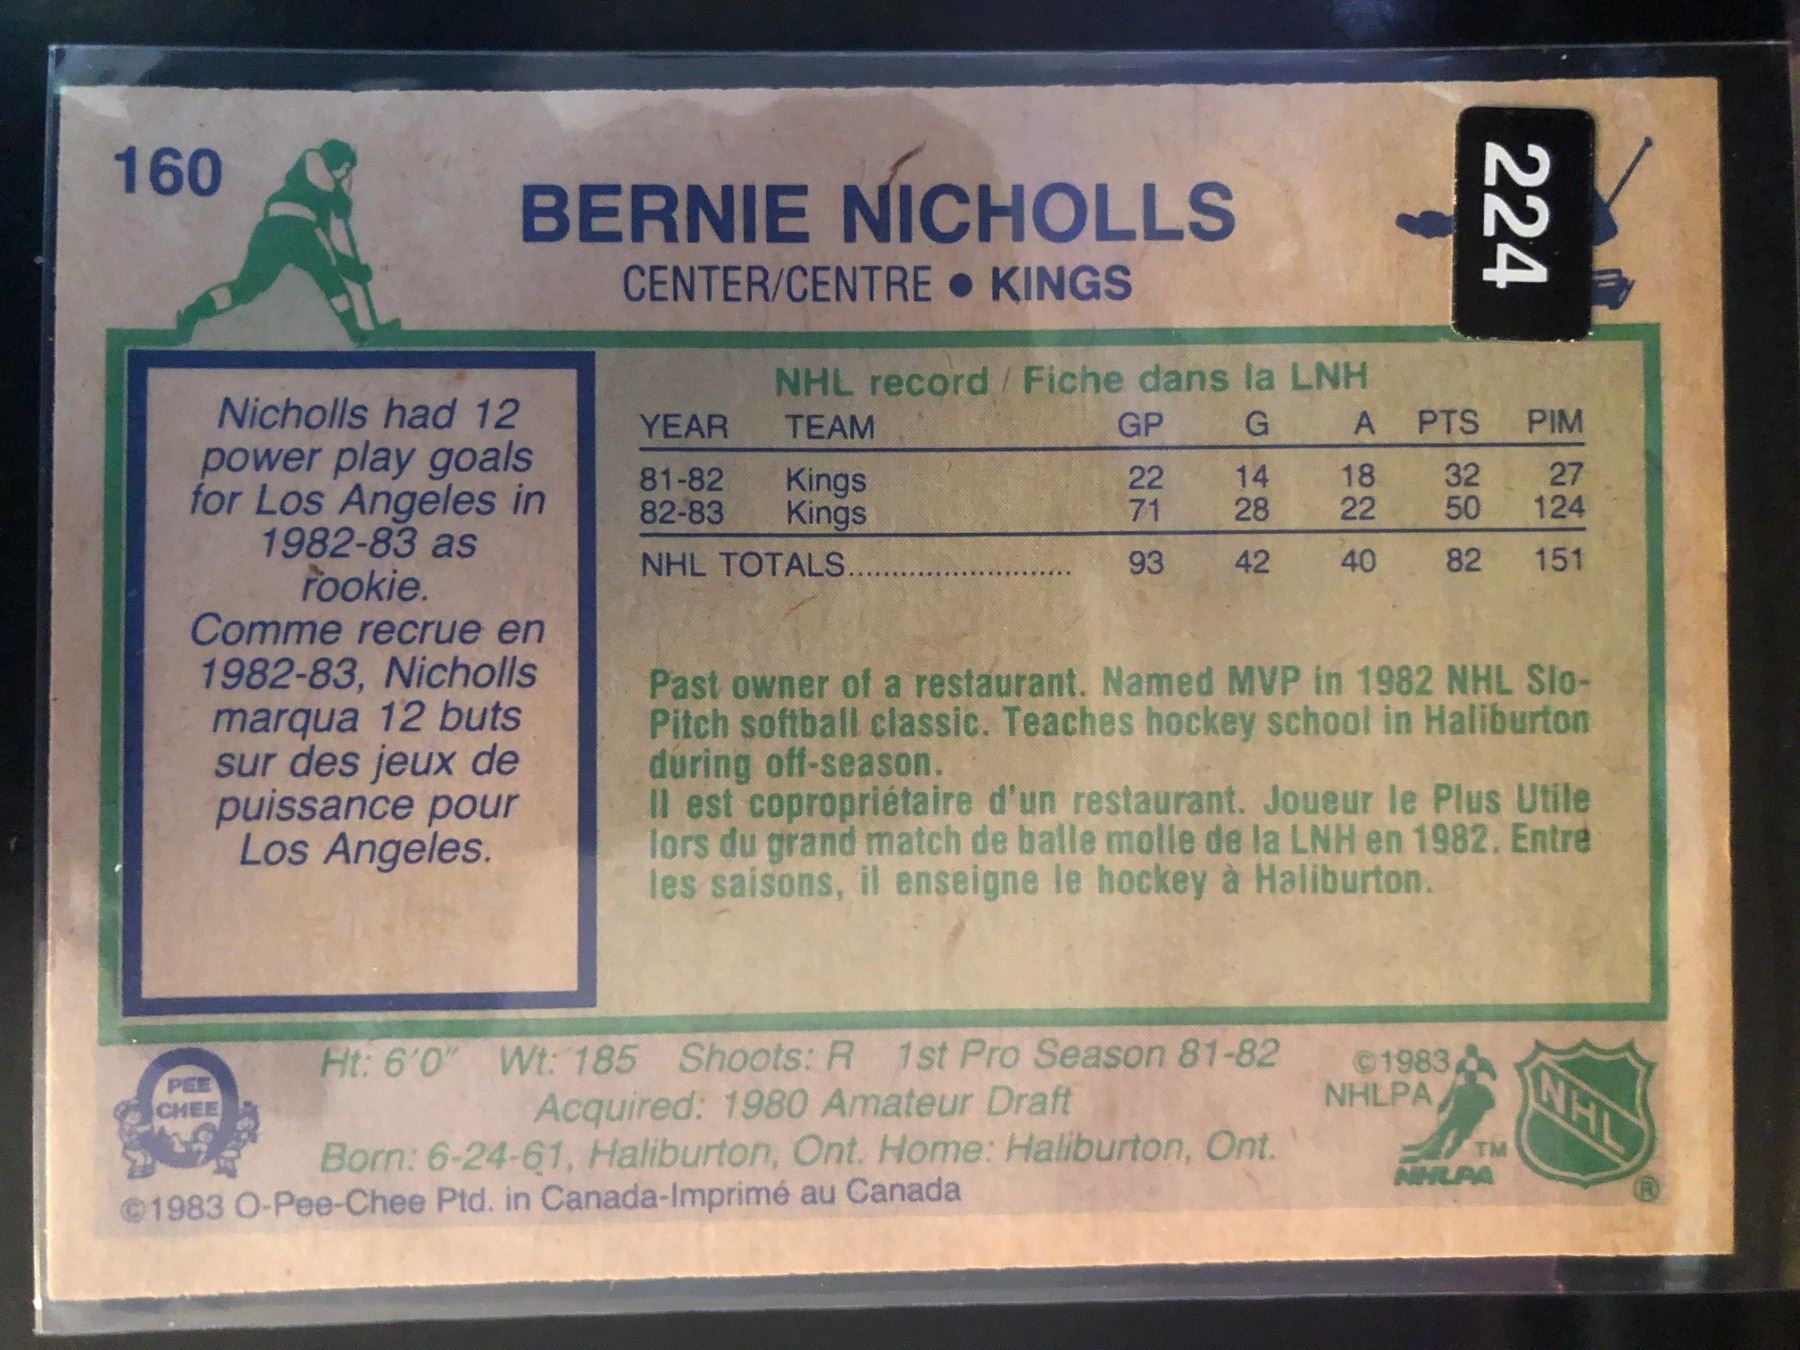 160
224
BERNIE NICHOLLS
CENTER/CENTRE ● KINGS
Nicholls had 12
power play goals
for Los Angeles in
1982-83 as
rookie.
Comme recrue en
1982-83, Nicholls
marqua 12 buts
sur des jeux de
puissance pour
Los Angeles.
NHL record / Fiche dans la LNH
YEAR TEAM GP G A PTS PIM
81-82 Kings 22 14 18 32 27
82-83 Kings 71 28 22 50 124
NHL TOTALS.......................... 93 42 40 82 151
Past owner of a restaurant. Named MVP in 1982 NHL Slo-
Pitch softball classic. Teaches hockey school in Haliburton
during off-season.
Il est copropriétaire d'un restaurant. Joueur le Plus Utile
lors du grand match de balle molle de la LNH en 1982. Entre
les saisons, il enseigne le hockey à Haliburton.
PEE
CHEE
Ht: 6'0" Wt: 185 Shoots: R 1st Pro Season 81-82
Acquired: 1980 Amateur Draft
Born: 6-24-61, Haliburton, Ont. Home: Haliburton, Ont.
©1983 O-Pee-Chee Ptd. in Canada-Imprimé au Canada
©1983
NHLPA
TM
NHLPA
NHL
®